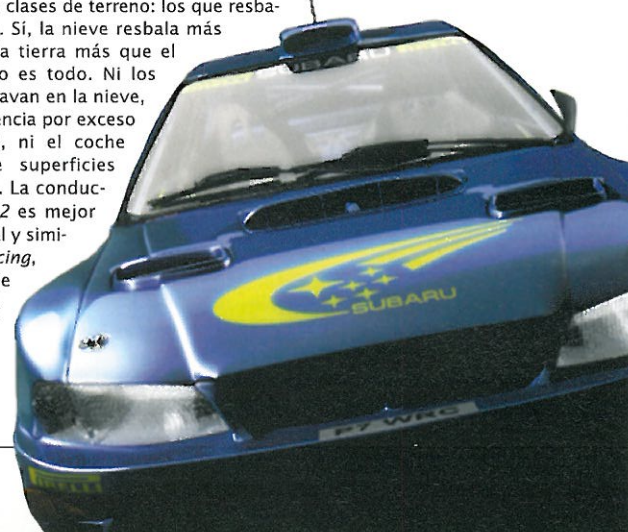 clases de terreno: los que resba-
. Sí, la nieve resbala más
a tierra más que el
o es todo. Ni los
avan en la nieve,
encia por exceso
, ni el coche
superficies
. La conduc-
2 es mejor
l y simi-
cing,
e
SUBARU
SUBARU
P7 WRC
PIRELLI